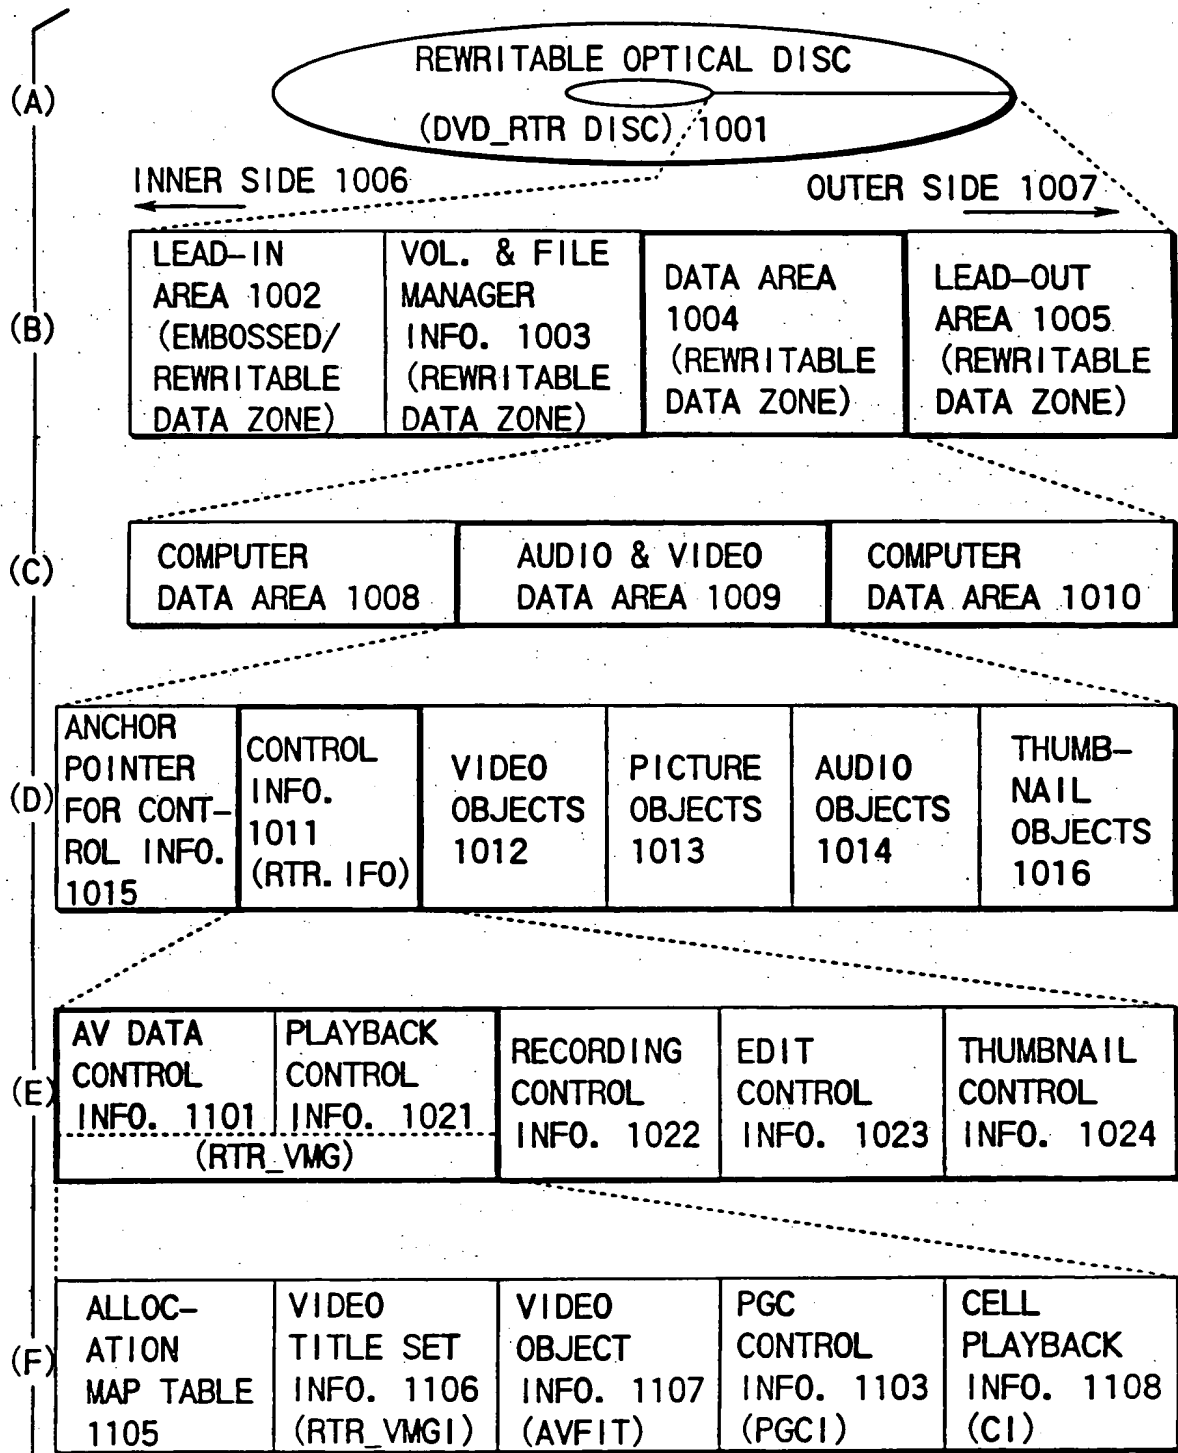 (A)
REWRITABLE OPTICAL DISC
(DVD_RTR DISC) 1001
INNER SIDE 1006
OUTER SIDE 1007
(B)
LEAD-IN
AREA 1002
(EMBOSSED/
REWRITABLE
DATA ZONE)
VOL. & FILE
MANAGER
INFO. 1003
(REWRITABLE
DATA ZONE)
DATA AREA
1004
(REWRITABLE
DATA ZONE)
LEAD-OUT
AREA 1005
(REWRITABLE
DATA ZONE)
(C)
COMPUTER
DATA AREA 1008
AUDIO & VIDEO
DATA AREA 1009
COMPUTER
DATA AREA 1010
(D)
ANCHOR
POINTER
FOR CONT-
ROL INFO.
1015
CONTROL
INFO.
1011
(RTR.IFO)
VIDEO
OBJECTS
1012
PICTURE
OBJECTS
1013
AUDIO
OBJECTS
1014
THUMB-
NAIL
OBJECTS
1016
(E)
AV DATA
CONTROL
INFO. 1101
PLAYBACK
CONTROL
INFO. 1021
(RTR_VMG)
RECORDING
CONTROL
INFO. 1022
EDIT
CONTROL
INFO. 1023
THUMBNAIL
CONTROL
INFO. 1024
(F)
ALLOC-
ATION
MAP TABLE
1105
VIDEO
TITLE SET
INFO. 1106
(RTR_VMGI)
VIDEO
OBJECT
INFO. 1107
(AVFIT)
PGC
CONTROL
INFO. 1103
(PGCI)
CELL
PLAYBACK
INFO. 1108
(CI)